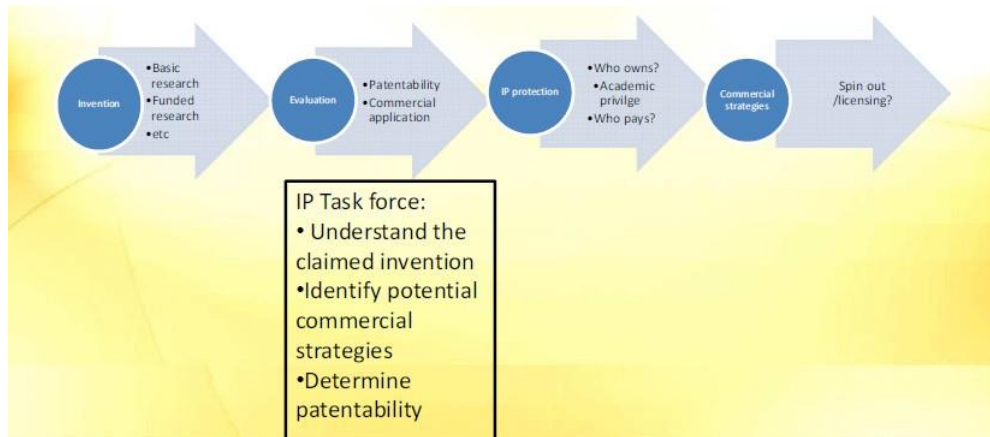 Invention
•Basic
research
•Funded
research
•etc
Evaluation
•Patentability
•Commercial
application
IP protection
•Who owns?
•Academic
privilge
•Who pays?
Commercial
strategies
Spin out
/licensing?
IP Task force:
• Understand the
claimed invention
•Identify potential
commercial
strategies
•Determine
patentability